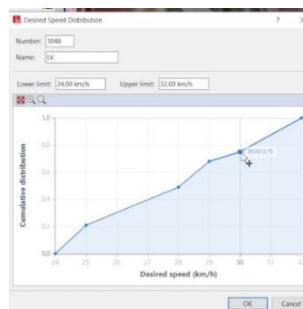 Desired Speed Distribution ? X
Number: 1048
Name: LV
Lower limit: 24,00 km/h Upper limit: 32,00 km/h
Cumulative distribution
1,0
0,8
0,6
0,4
0,2
0,0
24 25 26 27 28 29 30 31
Desired speed (km/h)
OK Cancel